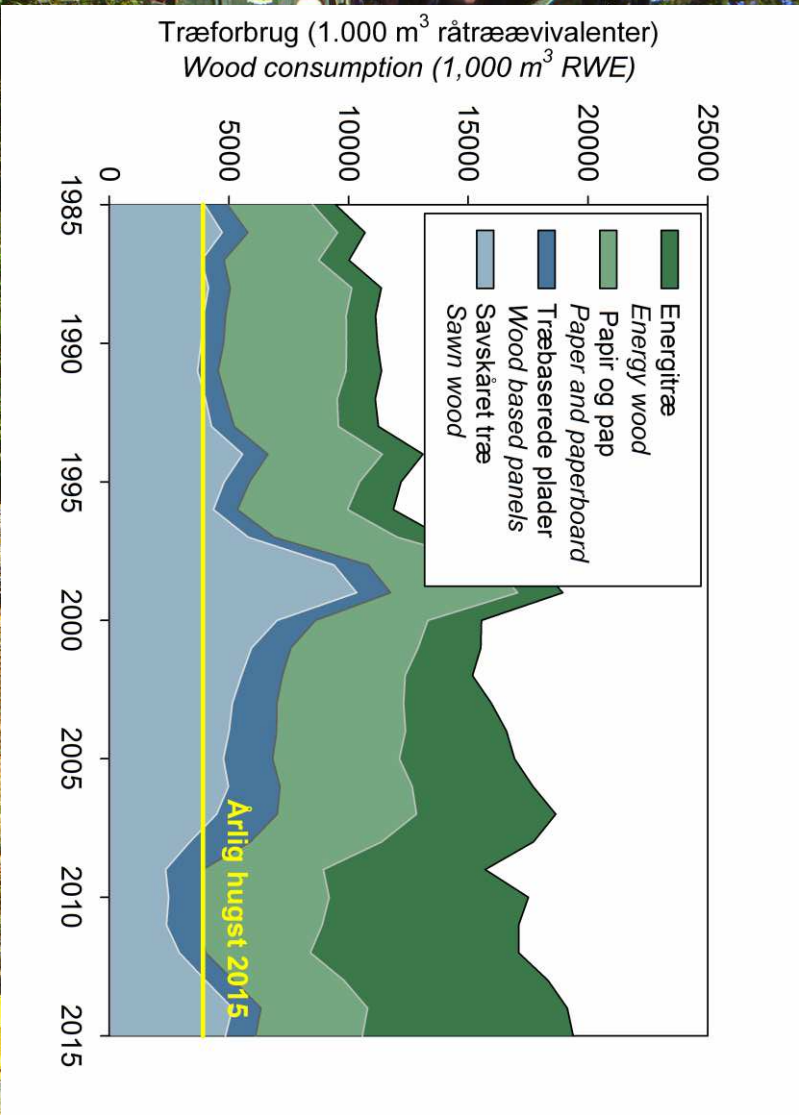 Træforbrug (1.000 m³ råtræævivalenter)
Wood consumption (1,000 m³ RWE)
25000
20000
15000
10000
5000
0
Energitræ
Energy wood
Papir og pap
Paper and paperboard
Træbaserede plader
Wood based panels
Savskåret træ
Sawn wood
Årlig hugst 2015
1985
1990
1995
2000
2005
2010
2015